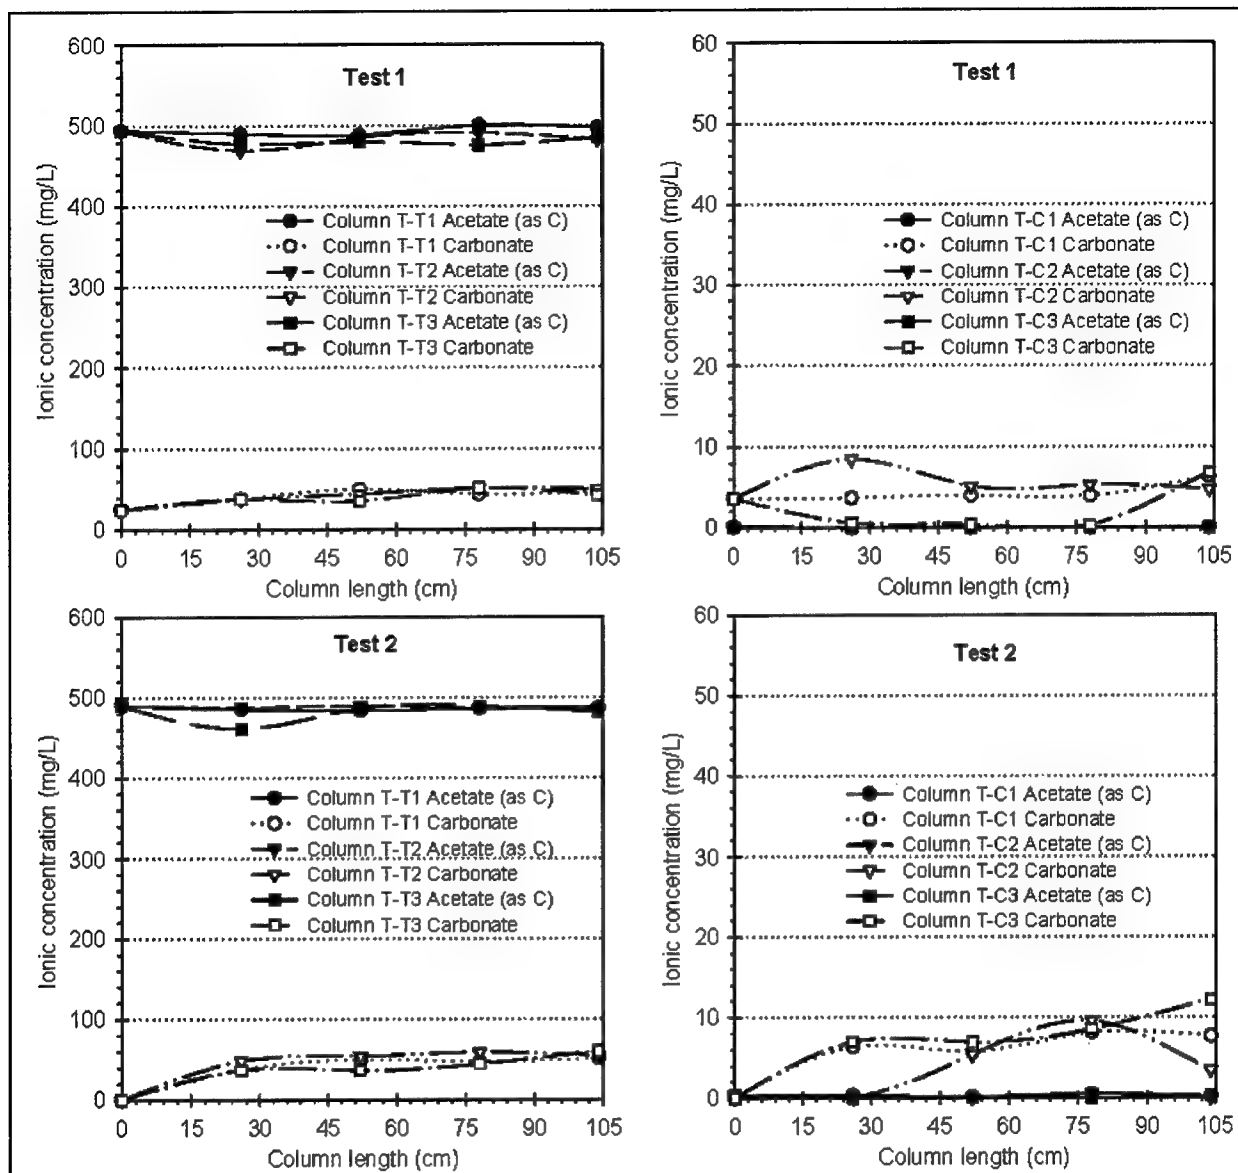 Test 1
600
500
400
300
200
100
0
Ionic concentration (mg/L)
Column T-T1 Acetate (as C)
Column T-T1 Carbonate
Column T-T2 Acetate (as C)
Column T-T2 Carbonate
Column T-T3 Acetate (as C)
Column T-T3 Carbonate
0 15 30 45 60 75 90 104
Column length (cm)
Test 1
60
50
40
30
20
10
0
Ionic concentration (mg/L)
Column T-C1 Acetate (as C)
Column T-C1 Carbonate
Column T-C2 Acetate (as C)
Column T-C2 Carbonate
Column T-C3 Acetate (as C)
Column T-C3 Carbonate
0 15 30 45 60 75 90 105
Column length (cm)
Test 2
600
500
400
300
200
100
0
Ionic concentration (mg/L)
Column T-T1 Acetate (as C)
Column T-T1 Carbonate
Column T-T2 Acetate (as C)
Column T-T2 Carbonate
Column T-T3 Acetate (as C)
Column T-T3 Carbonate
0 15 30 45 60 75 90 105
Column length (cm)
Test 2
60
50
40
30
20
10
0
Ionic concentration (mg/L)
Column T-C1 Acetate (as C)
Column T-C1 Carbonate
Column T-C2 Acetate (as C)
Column T-C2 Carbonate
Column T-C3 Acetate (as C)
Column T-C3 Carbonate
0 15 30 45 60 75 90 105
Column length (cm)